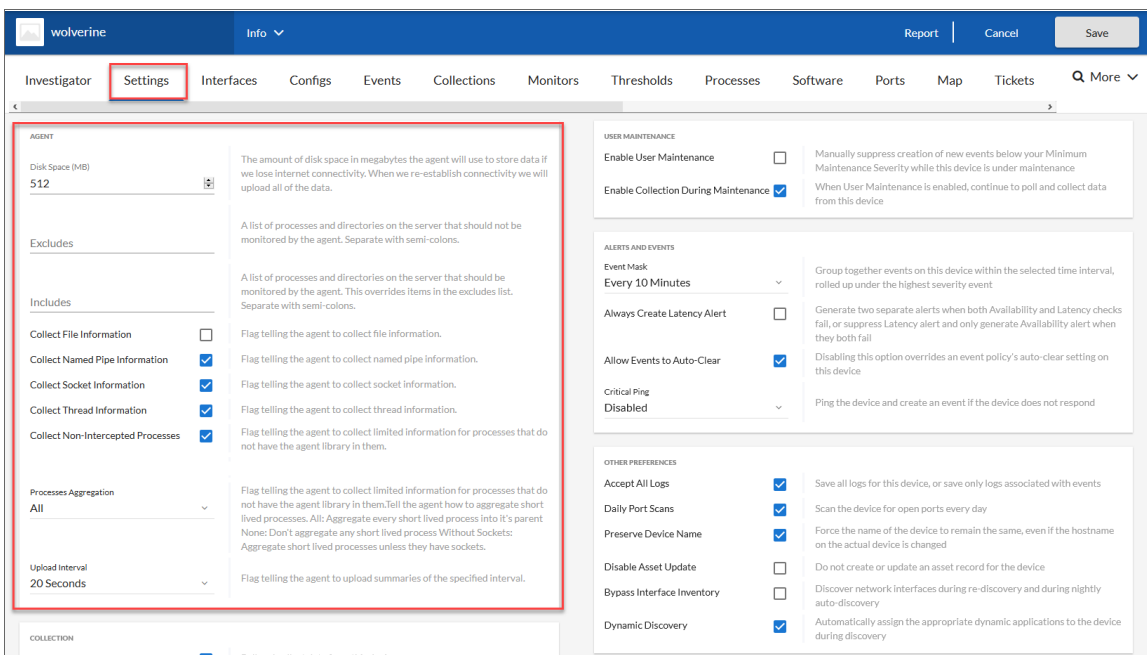 wolverine
Info
Report
Cancel
Save
Investigator
Settings
Interfaces
Configs
Events
Collections
Monitors
Thresholds
Processes
Software
Ports
Map
Tickets
More
AGENT
Disk Space (MB)
512
The amount of disk space in megabytes the agent will use to store data if
we lose internet connectivity. When we re-establish connectivity we will
upload all of the data.
Excludes
A list of processes and directories on the server that should not be
monitored by the agent. Separate with semi-colons.
Includes
A list of processes and directories on the server that should be
monitored by the agent. This overrides items in the excludes list.
Separate with semi-colons.
Collect File Information
Flag telling the agent to collect file information.
Collect Named Pipe Information
Flag telling the agent to collect named pipe information.
Collect Socket Information
Flag telling the agent to collect socket information.
Collect Thread Information
Flag telling the agent to collect thread information.
Collect Non-Intercepted Processes
Flag telling the agent to collect limited information for processes that do
not have the agent library in them.
Processes Aggregation
All
Flag telling the agent to collect limited information for processes that do
not have the agent library in them.Tell the agent how to aggregate short
lived processes. All: Aggregate every short lived process into it's parent
None: Don't aggregate any short lived process Without Sockets:
Aggregate short lived processes unless they have sockets.
Upload Interval
20 Seconds
Flag telling the agent to upload summaries of the specified interval.
COLLECTION
USER MAINTENANCE
Enable User Maintenance
Manually suppress creation of new events below your Minimum
Maintenance Severity while this device is under maintenance
Enable Collection During Maintenance
When User Maintenance is enabled, continue to poll and collect data
from this device
ALERTS AND EVENTS
Event Mask
Every 10 Minutes
Group together events on this device within the selected time interval,
rolled up under the highest severity event
Always Create Latency Alert
Generate two separate alerts when both Availability and Latency checks
fail, or suppress Latency alert and only generate Availability alert when
they both fail
Allow Events to Auto-Clear
Disabling this option overrides an event policy's auto-clear setting on
this device
Critical Ping
Disabled
Ping the device and create an event if the device does not respond
OTHER PREFERENCES
Accept All Logs
Save all logs for this device, or save only logs associated with events
Daily Port Scans
Scan the device for open ports every day
Preserve Device Name
Force the name of the device to remain the same, even if the hostname
on the actual device is changed
Disable Asset Update
Do not create or update an asset record for the device
Bypass Interface Inventory
Discover network interfaces during re-discovery and during nightly
auto-discovery
Dynamic Discovery
Automatically assign the appropriate dynamic applications to the device
during discovery